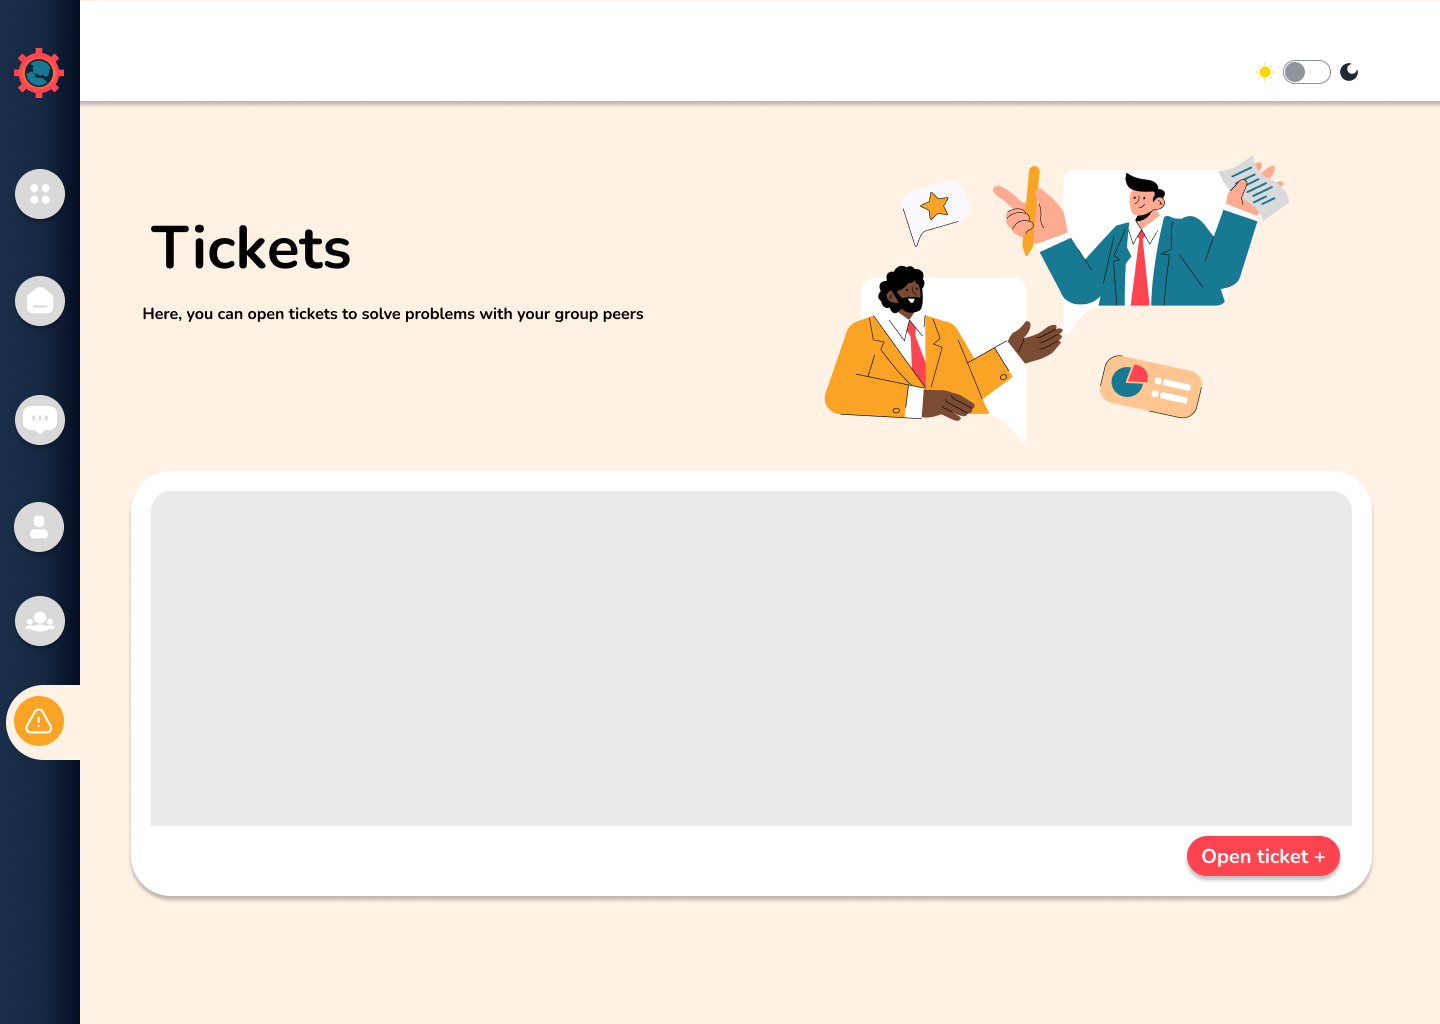 Tickets
Here, you can open tickets to solve problems with your group peers
Open ticket +